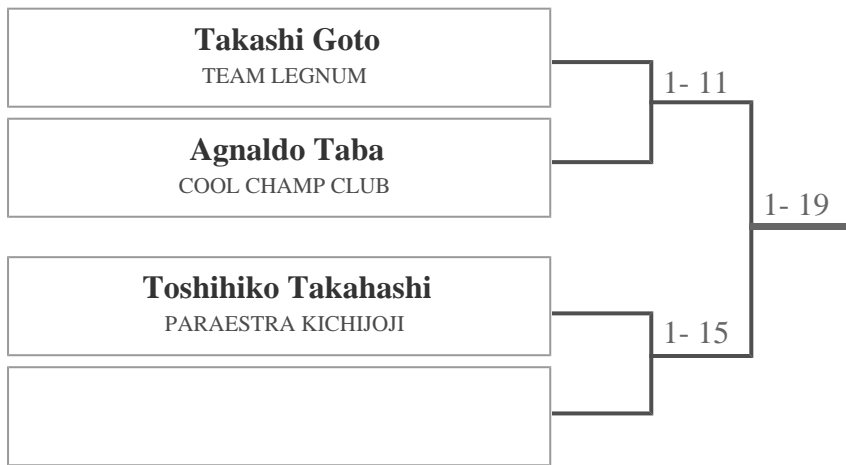 Takashi Goto
TEAM LEGNUM
1- 11
Agnaldo Taba
COOL CHAMP CLUB
1- 19
Toshihiko Takahashi
PARAESTRA KICHIJOJI
1- 15